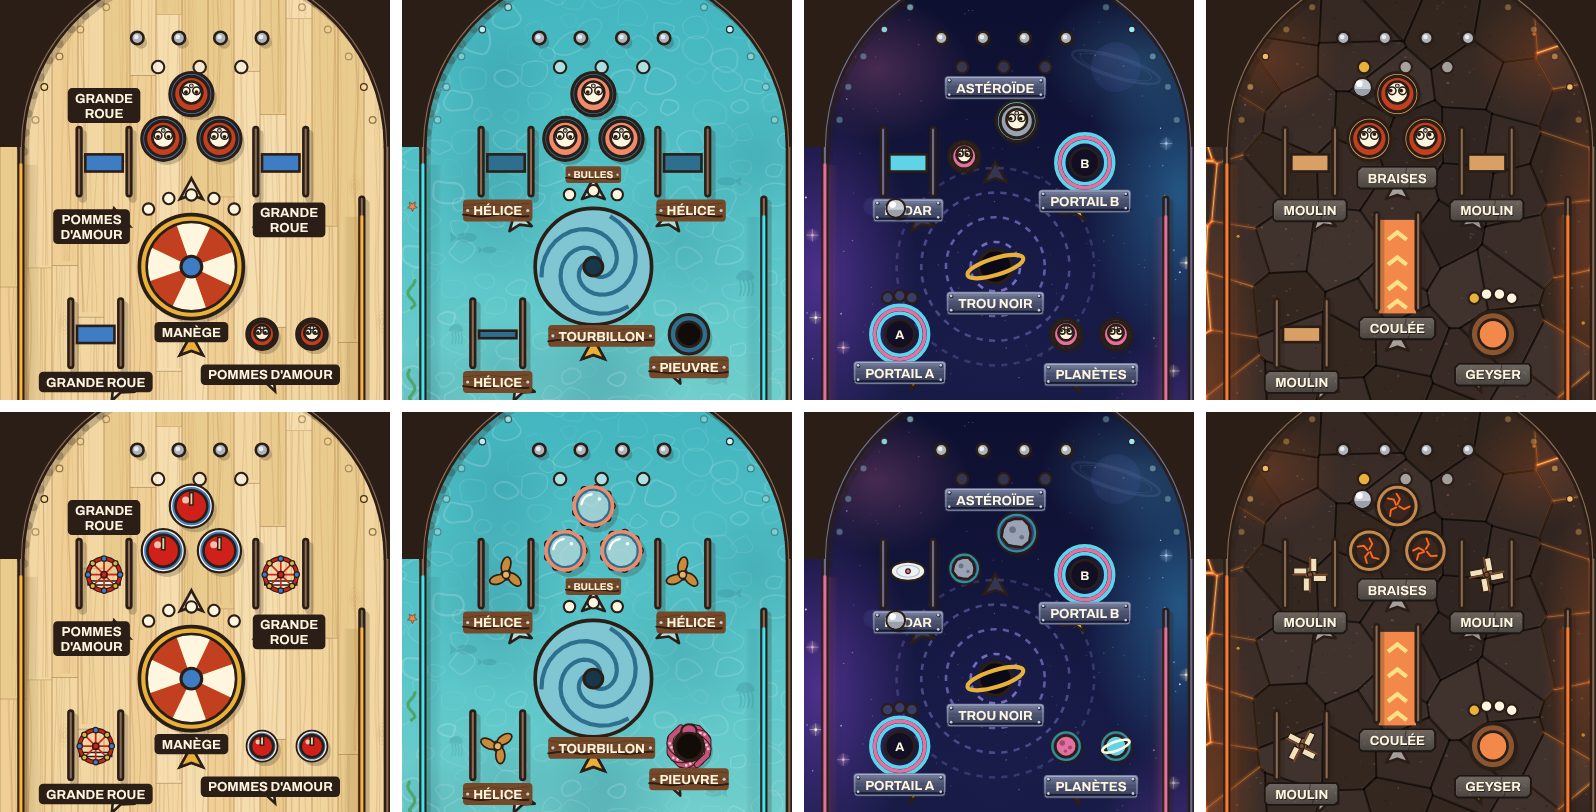 GRANDE
ROUE
POMMES
D'AMOUR
GRANDE
ROUE
MANÈGE
GRANDE ROUE
POMMES D'AMOUR
BULLES
HÉLICE
HÉLICE
TOURBILLON
PIEUVRE
HÉLICE
ASTÉROÏDE
B
PORTAIL B
DAR
TROU NOIR
A
PORTAIL A
PLANÈTES
BRAISES
MOULIN
MOULIN
COULÉE
MOULIN
GEYSER
GRANDE
ROUE
POMMES
D'AMOUR
GRANDE
ROUE
MANÈGE
GRANDE ROUE
POMMES D'AMOUR
BULLES
HÉLICE
HÉLICE
TOURBILLON
PIEUVRE
HÉLICE
ASTÉROÏDE
B
PORTAIL B
DAR
TROU NOIR
A
PORTAIL A
PLANÈTES
BRAISES
MOULIN
MOULIN
COULÉE
MOULIN
GEYSER